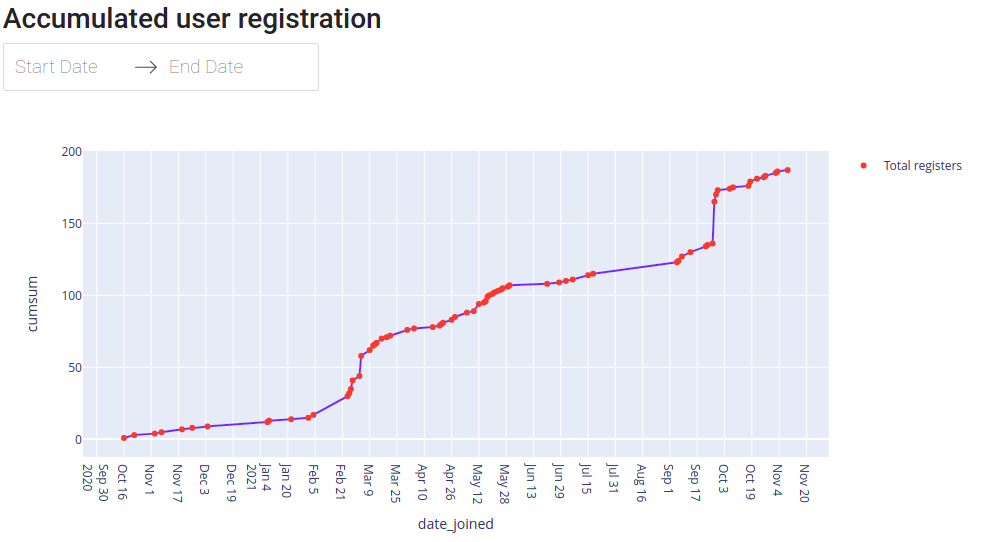 Accumulated user registration
Start Date → End Date
Total registers
200
150
100
50
0
cumsum
Sep 30
2020
Oct 16
Nov 1
Nov 17
Dec 3
Dec 19
Jan 4
2021
Jan 20
Feb 5
Feb 21
Mar 9
Mar 25
Apr 10
Apr 26
May 12
May 28
Jun 13
Jun 29
Jul 15
Jul 31
Aug 16
Sep 1
Sep 17
Oct 3
Oct 19
Nov 4
Nov 20
date_joined